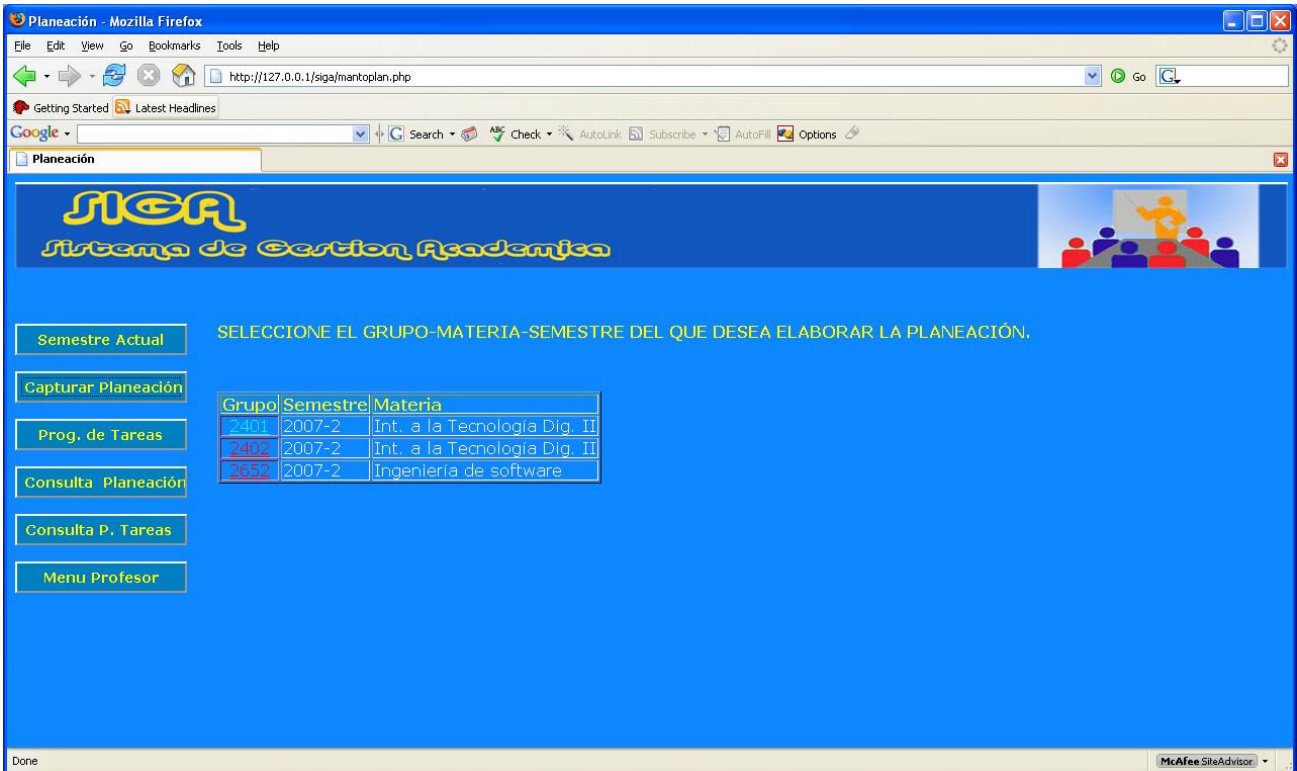 Planeación - Mozilla Firefox
File Edit View Go Bookmarks Tools Help
http://127.0.0.1/siga/mantoplan.php Go G
Getting Started Latest Headlines
Google G Search ABC Check AutoLink Subscribe AutoFill Options
Planeación
SIGA
Sistema de Gestion Academica
SELECCIONE EL GRUPO-MATERIA-SEMESTRE DEL QUE DESEA ELABORAR LA PLANEACIÓN.
Semestre Actual
Capturar Planeación
Prog. de Tareas
Consulta Planeación
Consulta P. Tareas
Menu Profesor
Grupo Semestre Materia
2401 2007-2 Int. a la Tecnología Dig. II
2402 2007-2 Int. a la Tecnología Dig. II
2652 2007-2 Ingeniería de software
Done McAfee SiteAdvisor